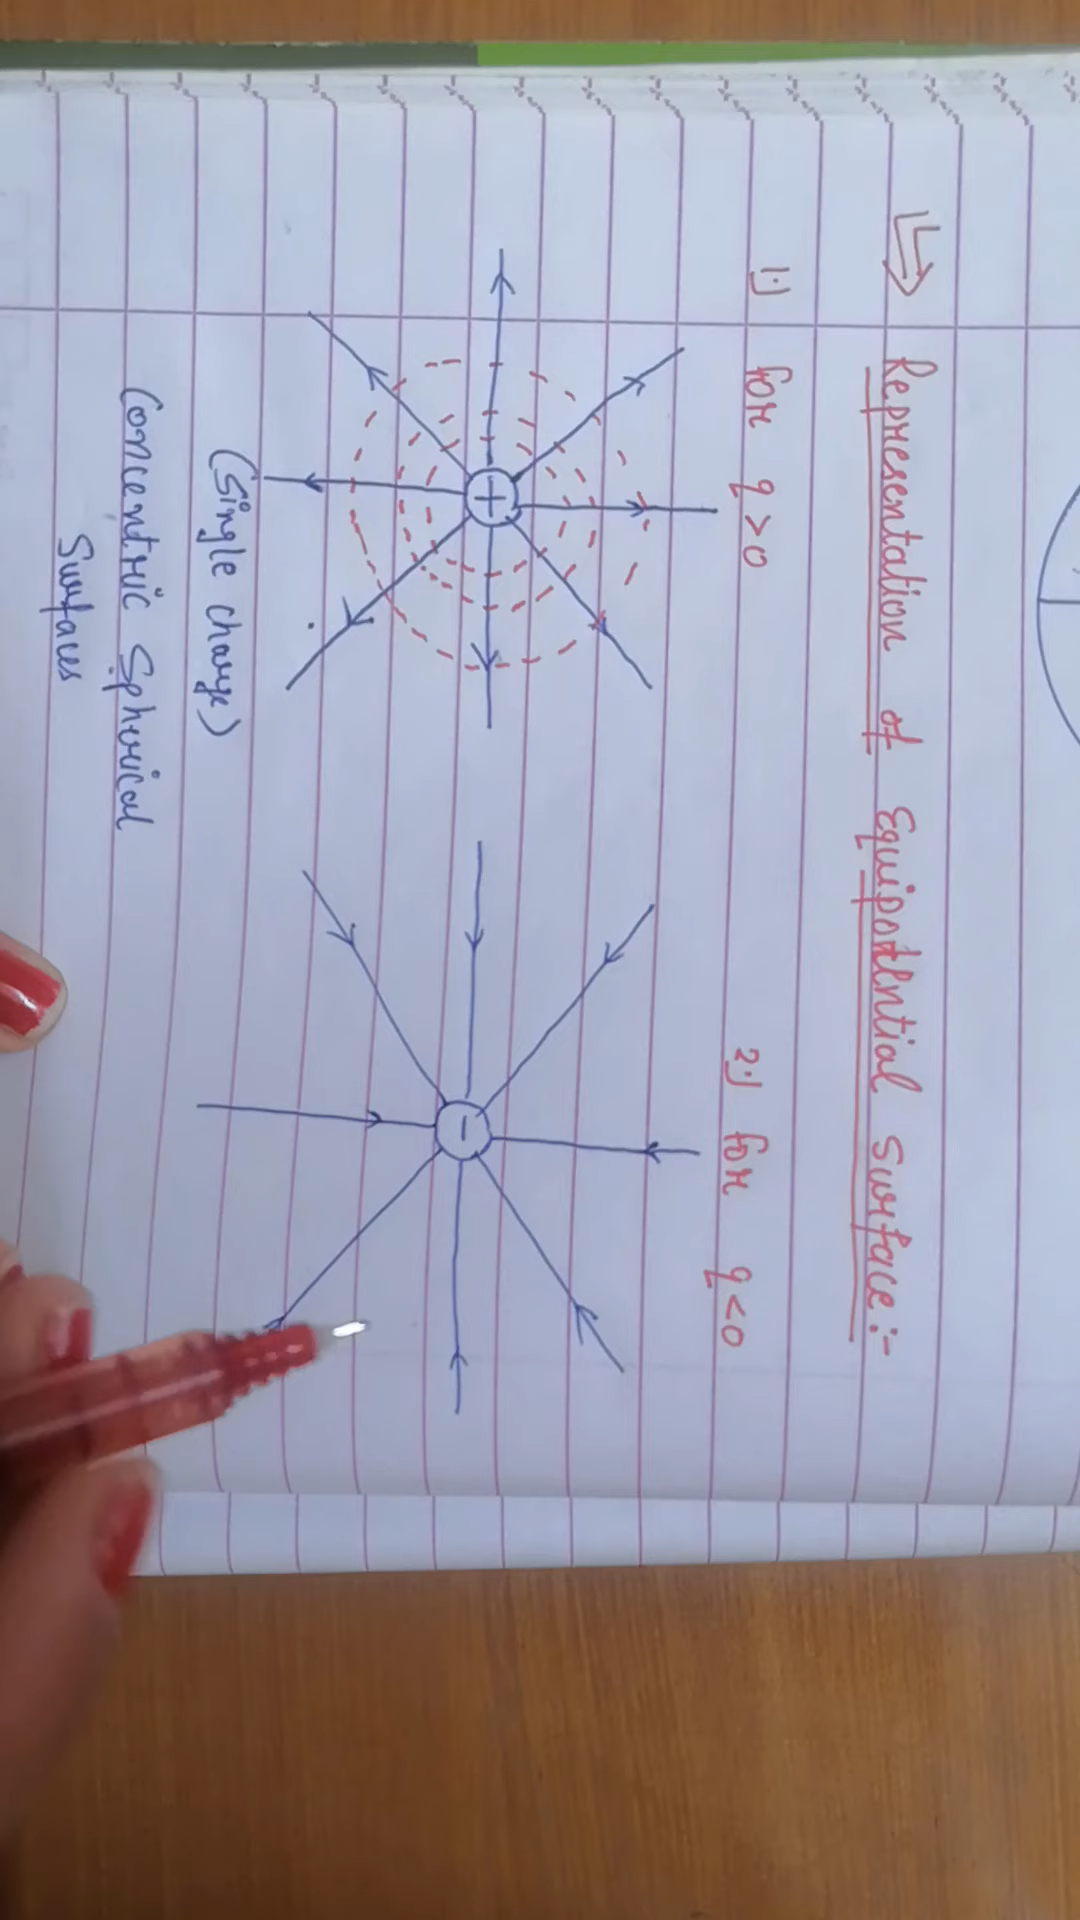 ⇒ Representation of Equipotential Surface:-
1.) for q>0
2.) for q<0
+
-
(Single charge)
Concentric Spherical
Surfaces